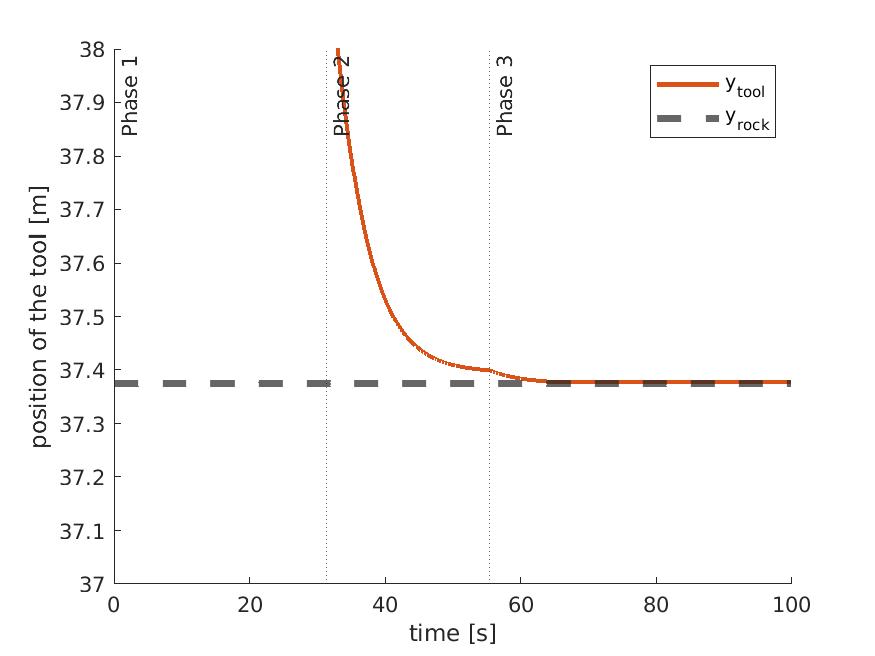 Phase 1
Phase 2
Phase 3
y_tool
y_rock
38
37.9
37.8
37.7
37.6
37.5
37.4
37.3
37.2
37.1
37
position of the tool [m]
0
20
40
60
80
100
time [s]